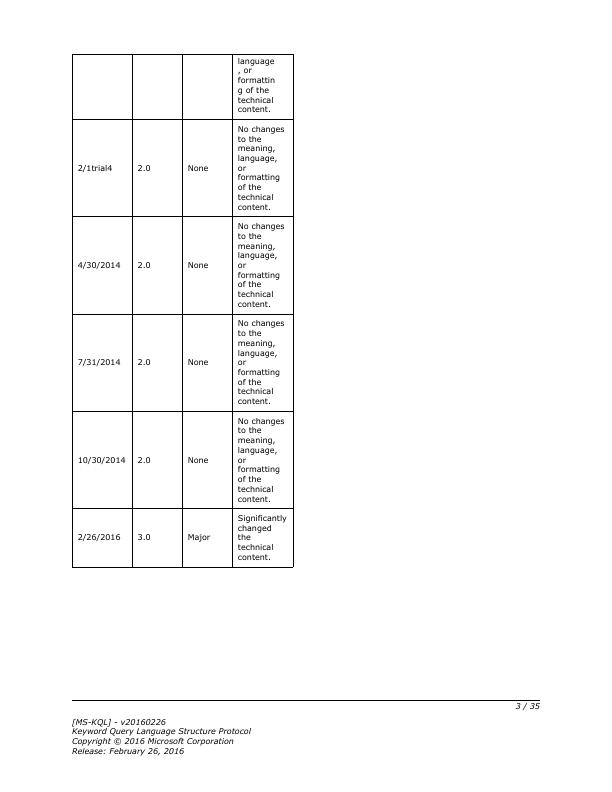 language
, or
formattin
g of the
technical
content.
2/1trial4 2.0 None
No changes
to the
meaning,
language,
or
formatting
of the
technical
content.
4/30/2014 2.0 None
No changes
to the
meaning,
language,
or
formatting
of the
technical
content.
7/31/2014 2.0 None
No changes
to the
meaning,
language,
or
formatting
of the
technical
content.
10/30/2014 2.0 None
No changes
to the
meaning,
language,
or
formatting
of the
technical
content.
2/26/2016 3.0 Major
Significantly
changed
the
technical
content.
3 / 35
[MS-KQL] - v20160226
Keyword Query Language Structure Protocol
Copyright © 2016 Microsoft Corporation
Release: February 26, 2016